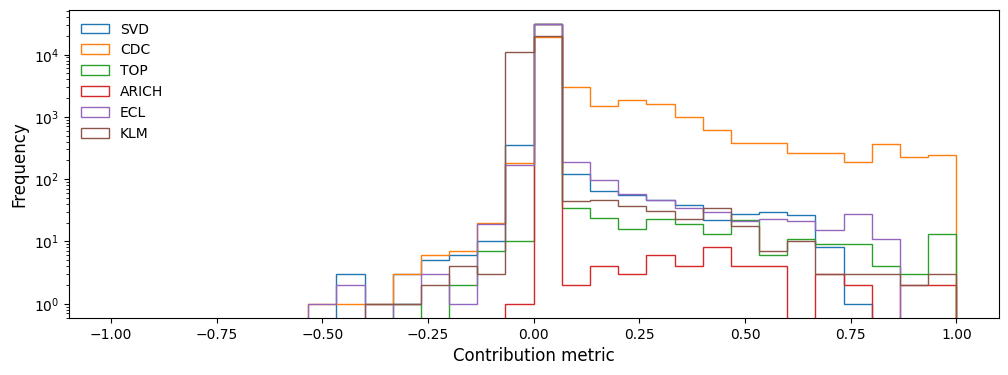 SVD
CDC
TOP
ARICH
ECL
KLM
Frequency
10^4
10^3
10^2
10^1
10^0
−1.00 −0.75 −0.50 −0.25 0.00 0.25 0.50 0.75 1.00
Contribution metric